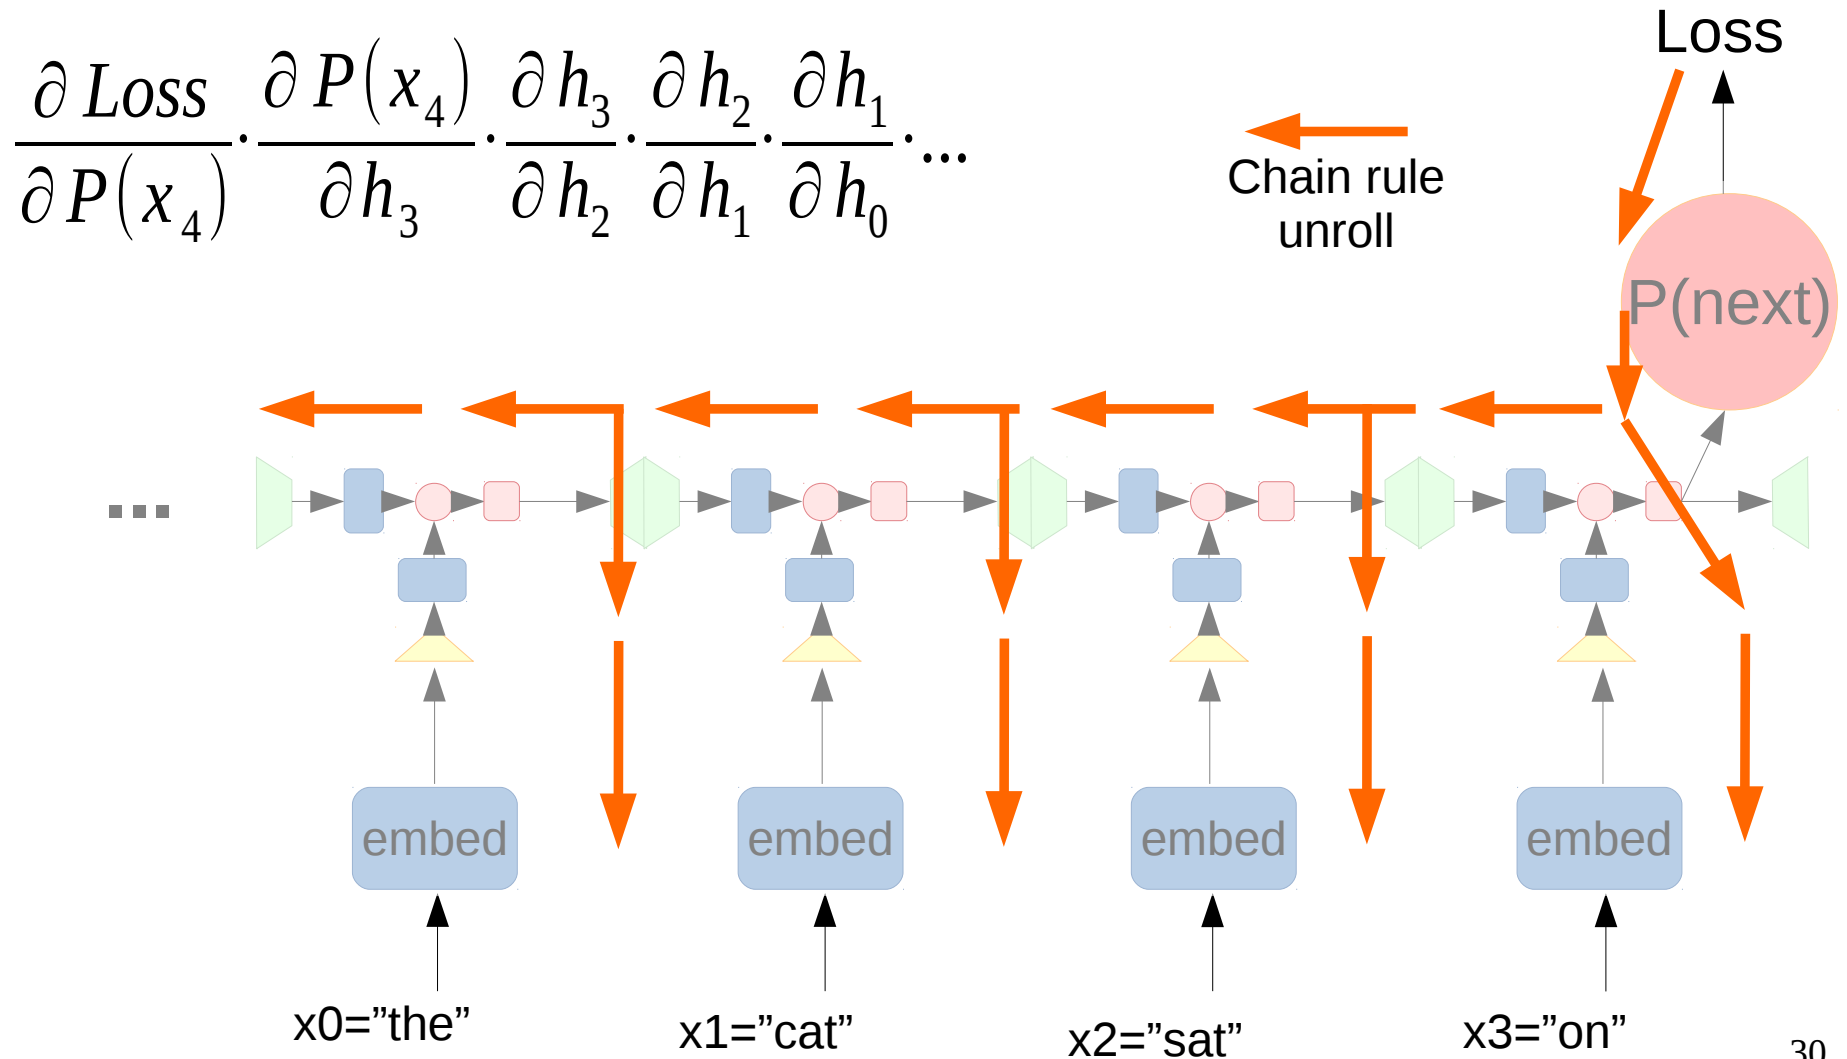 Loss
∂ Loss / ∂ P(x₄) · ∂ P(x₄) / ∂ h₃ · ∂ h₃ / ∂ h₂ · ∂ h₂ / ∂ h₁ · ∂ h₁ / ∂ h₀ · ...
Chain rule
unroll
P(next)
...
embed embed embed embed
x0=”the” x1=”cat” x2=”sat” x3=”on”
30